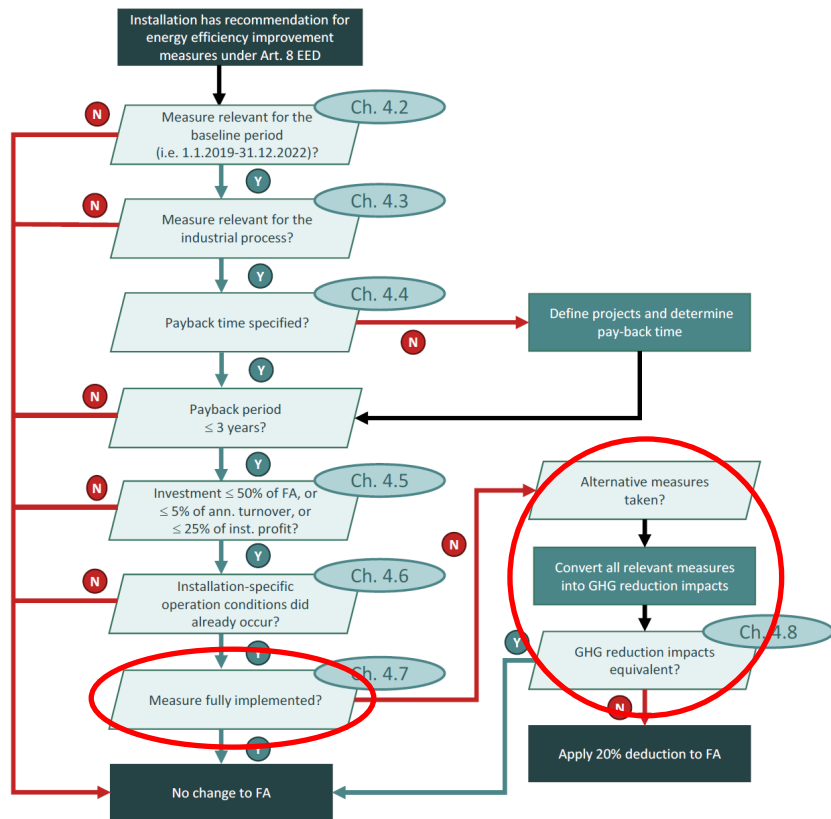 Installation has recommendation for
energy efficiency improvement
measures under Art. 8 EED
Ch. 4.2
N
Measure relevant for the
baseline period
(i.e. 1.1.2019-31.12.2022)?
Y
Ch. 4.3
N
Measure relevant for the
industrial process?
Y
Ch. 4.4
Payback time specified?
N
Define projects and determine
pay-back time
Y
N
Payback period
≤ 3 years?
Y
Ch. 4.5
N
Investment ≤ 50% of FA, or
≤ 5% of ann. turnover, or
≤ 25% of inst. profit?
Y
Ch. 4.6
N
Installation-specific
operation conditions did
already occur?
Y
Ch. 4.7
Measure fully implemented?
N
Alternative measures
taken?
Convert all relevant measures
into GHG reduction impacts
Ch. 4.8
Y
GHG reduction impacts
equivalent?
N
Apply 20% deduction to FA
Y
No change to FA